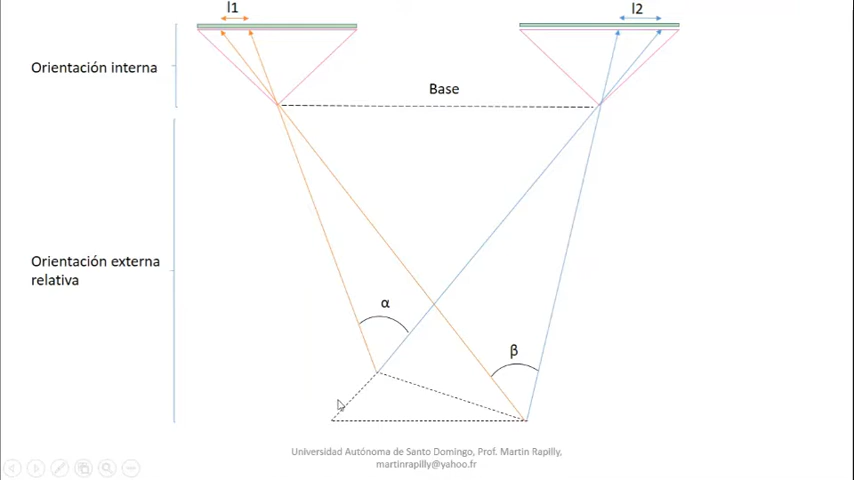 l1
l2
Orientación interna
Base
Orientación externa
relativa
α
β
Universidad Autónoma de Santo Domingo, Prof. Martin Rapilly,
martinrapilly@yahoo.fr